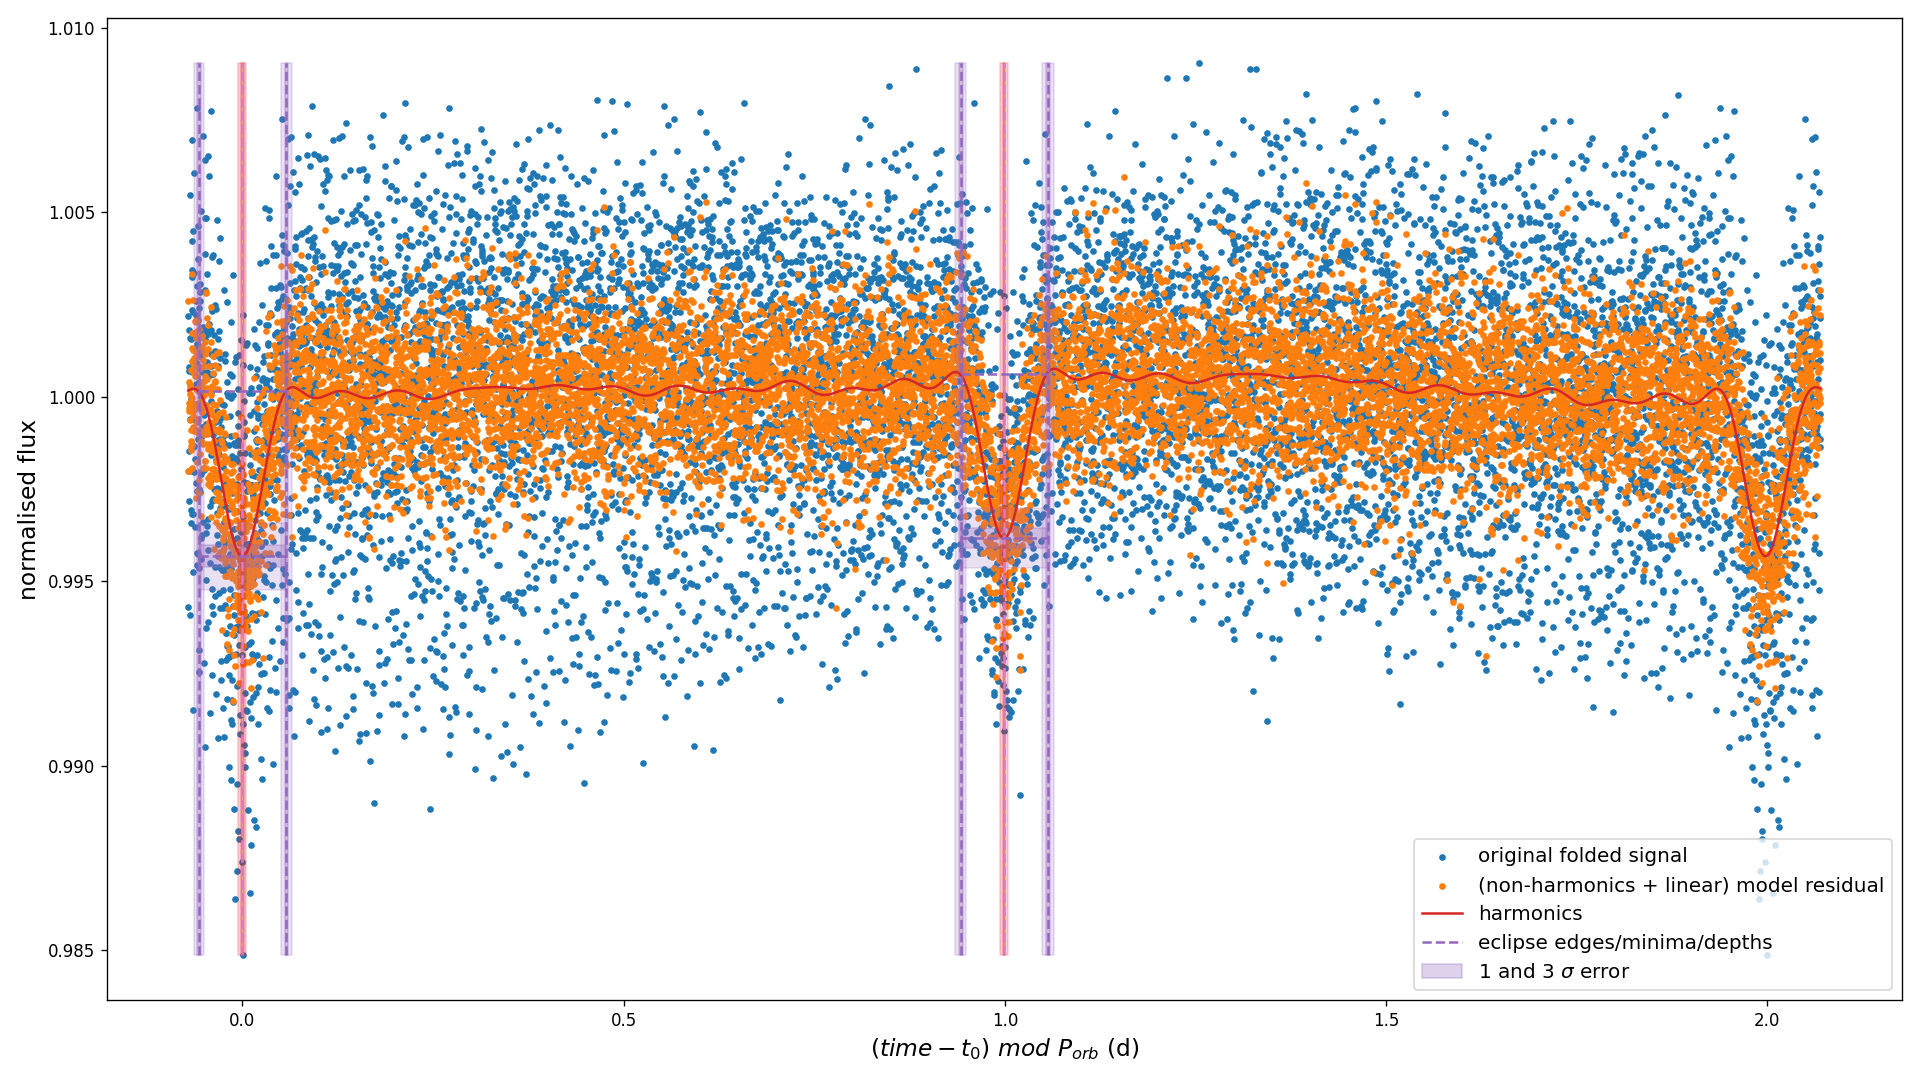 1.010
1.005
1.000
0.995
0.990
0.985
normalised flux
0.0
0.5
1.0
1.5
2.0
(time − t₀) mod Pₒᵣᵦ (d)
original folded signal
(non-harmonics + linear) model residual
harmonics
eclipse edges/minima/depths
1 and 3 σ error